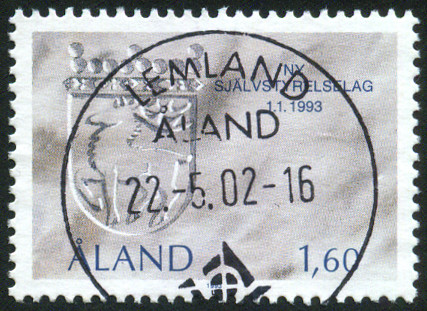 LEMLAND
ÅLAND
NY
SJÄLVSTYRELSELAG
1.1.1993
22.-5.02-16
ÅLAND
1,60